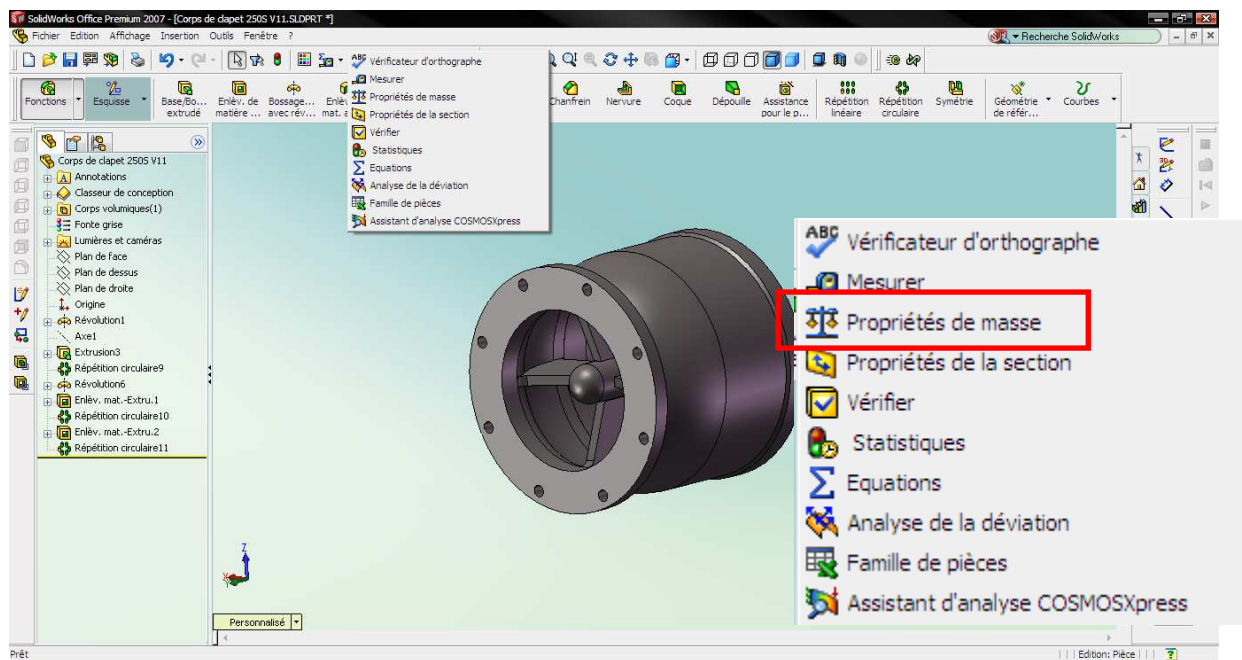 SolidWorks Office Premium 2007 - [Corps de clapet 250S V11.SLDPRT *]
Fichier Edition Affichage Insertion Outils Fenêtre ?
Recherche SolidWorks
Fonctions
Esquisse
Base/Bo... extrudé
Enlèv. de matière ...
Bossage... avec rév...
Enlèv mat. a
Chanfrein
Nervure
Coque
Dépouille
Assistance pour le p...
Répétition linéaire
Répétition circulaire
Symétrie
Géométrie de référ...
Courbes
ABC Vérificateur d'orthographe
Mesurer
Propriétés de masse
Propriétés de la section
Vérifier
Statistiques
Equations
Analyse de la déviation
Famille de pièces
Assistant d'analyse COSMOSXpress
Corps de clapet 250S V11
Annotations
Classeur de conception
Corps volumiques(1)
Fonte grise
Lumières et caméras
Plan de face
Plan de dessus
Plan de droite
Origine
Révolution1
Axe1
Extrusion3
Répétition circulaire9
Révolution6
Enlèv. mat.-Extru.1
Répétition circulaire10
Enlèv. mat.-Extru.2
Répétition circulaire11
ABC Vérificateur d'orthographe
Mesurer
Propriétés de masse
Propriétés de la section
Vérifier
Statistiques
Equations
Analyse de la déviation
Famille de pièces
Assistant d'analyse COSMOSXpress
Z
X
Personnalisé
Prêt
Edition: Pièce